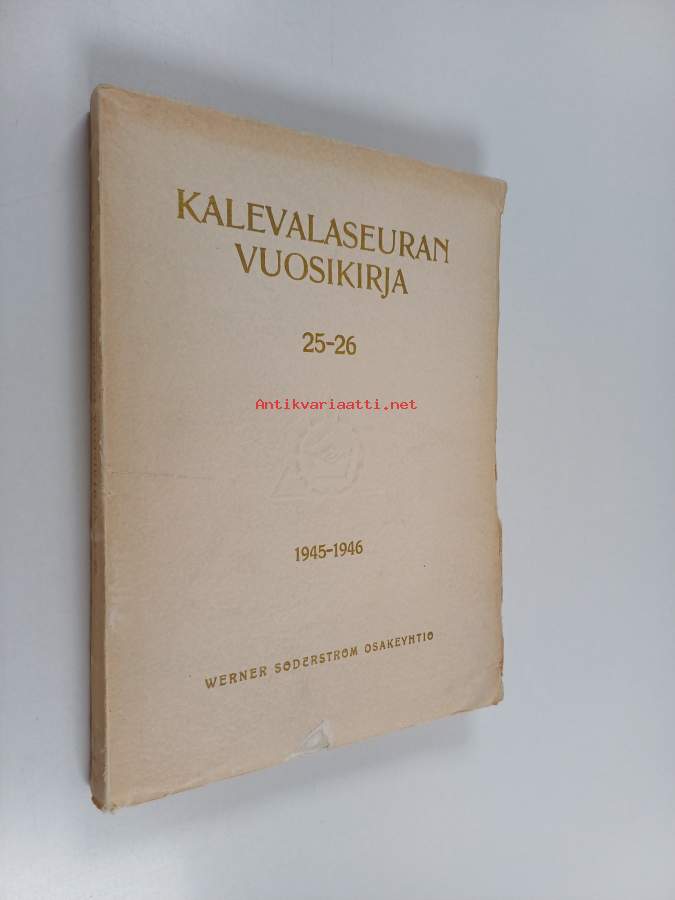 KALEVALASEURAN
VUOSIKIRJA
25-26
Antikvariaatti.net
1945-1946
WERNER SÖDERSTRÖM OSAKEYHTIÖ